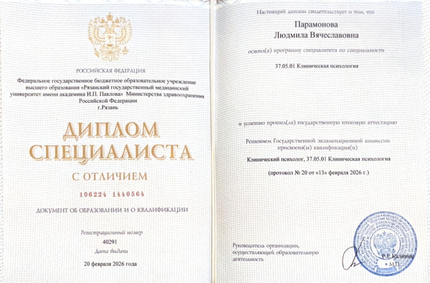 РОССИЙСКАЯ ФЕДЕРАЦИЯ
Федеральное государственное бюджетное образовательное учреждение
высшего образования «Рязанский государственный медицинский
университет имени академика И.П. Павлова» Министерства здравоохранения
Российской Федерации
г.Рязань
ДИПЛОМ
СПЕЦИАЛИСТА
С ОТЛИЧИЕМ
106224 1440564
ДОКУМЕНТ ОБ ОБРАЗОВАНИИ И О КВАЛИФИКАЦИИ
Регистрационный номер
40291
Дата выдачи
20 февраля 2026 года
Настоящий диплом свидетельствует о том, что
Парамонова
Людмила Вячеславовна
освоил(а) программу специалитета по специальности
37.05.01 Клиническая психология
и успешно прошел(ла) государственную итоговую аттестацию
Решением Государственной экзаменационной комиссии
присвоена(ы) квалификация(и)
Клинический психолог, 37.05.01 Клиническая психология
(протокол № 20 от «13» февраля 2026 г.)
Руководитель организации,
осуществляющей образовательную
деятельность
М.П.